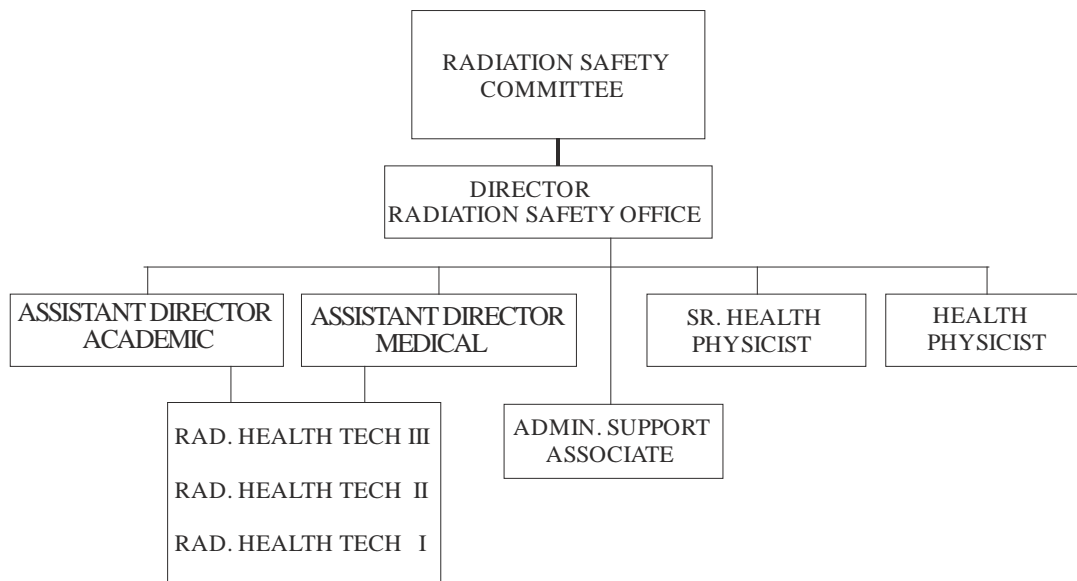 RADIATION SAFETY
COMMITTEE
DIRECTOR
RADIATION SAFETY OFFICE
ASSISTANT DIRECTOR
ACADEMIC
ASSISTANT DIRECTOR
MEDICAL
SR. HEALTH
PHYSICIST
HEALTH
PHYSICIST
RAD. HEALTH TECH III
RAD. HEALTH TECH II
RAD. HEALTH TECH I
ADMIN. SUPPORT
ASSOCIATE